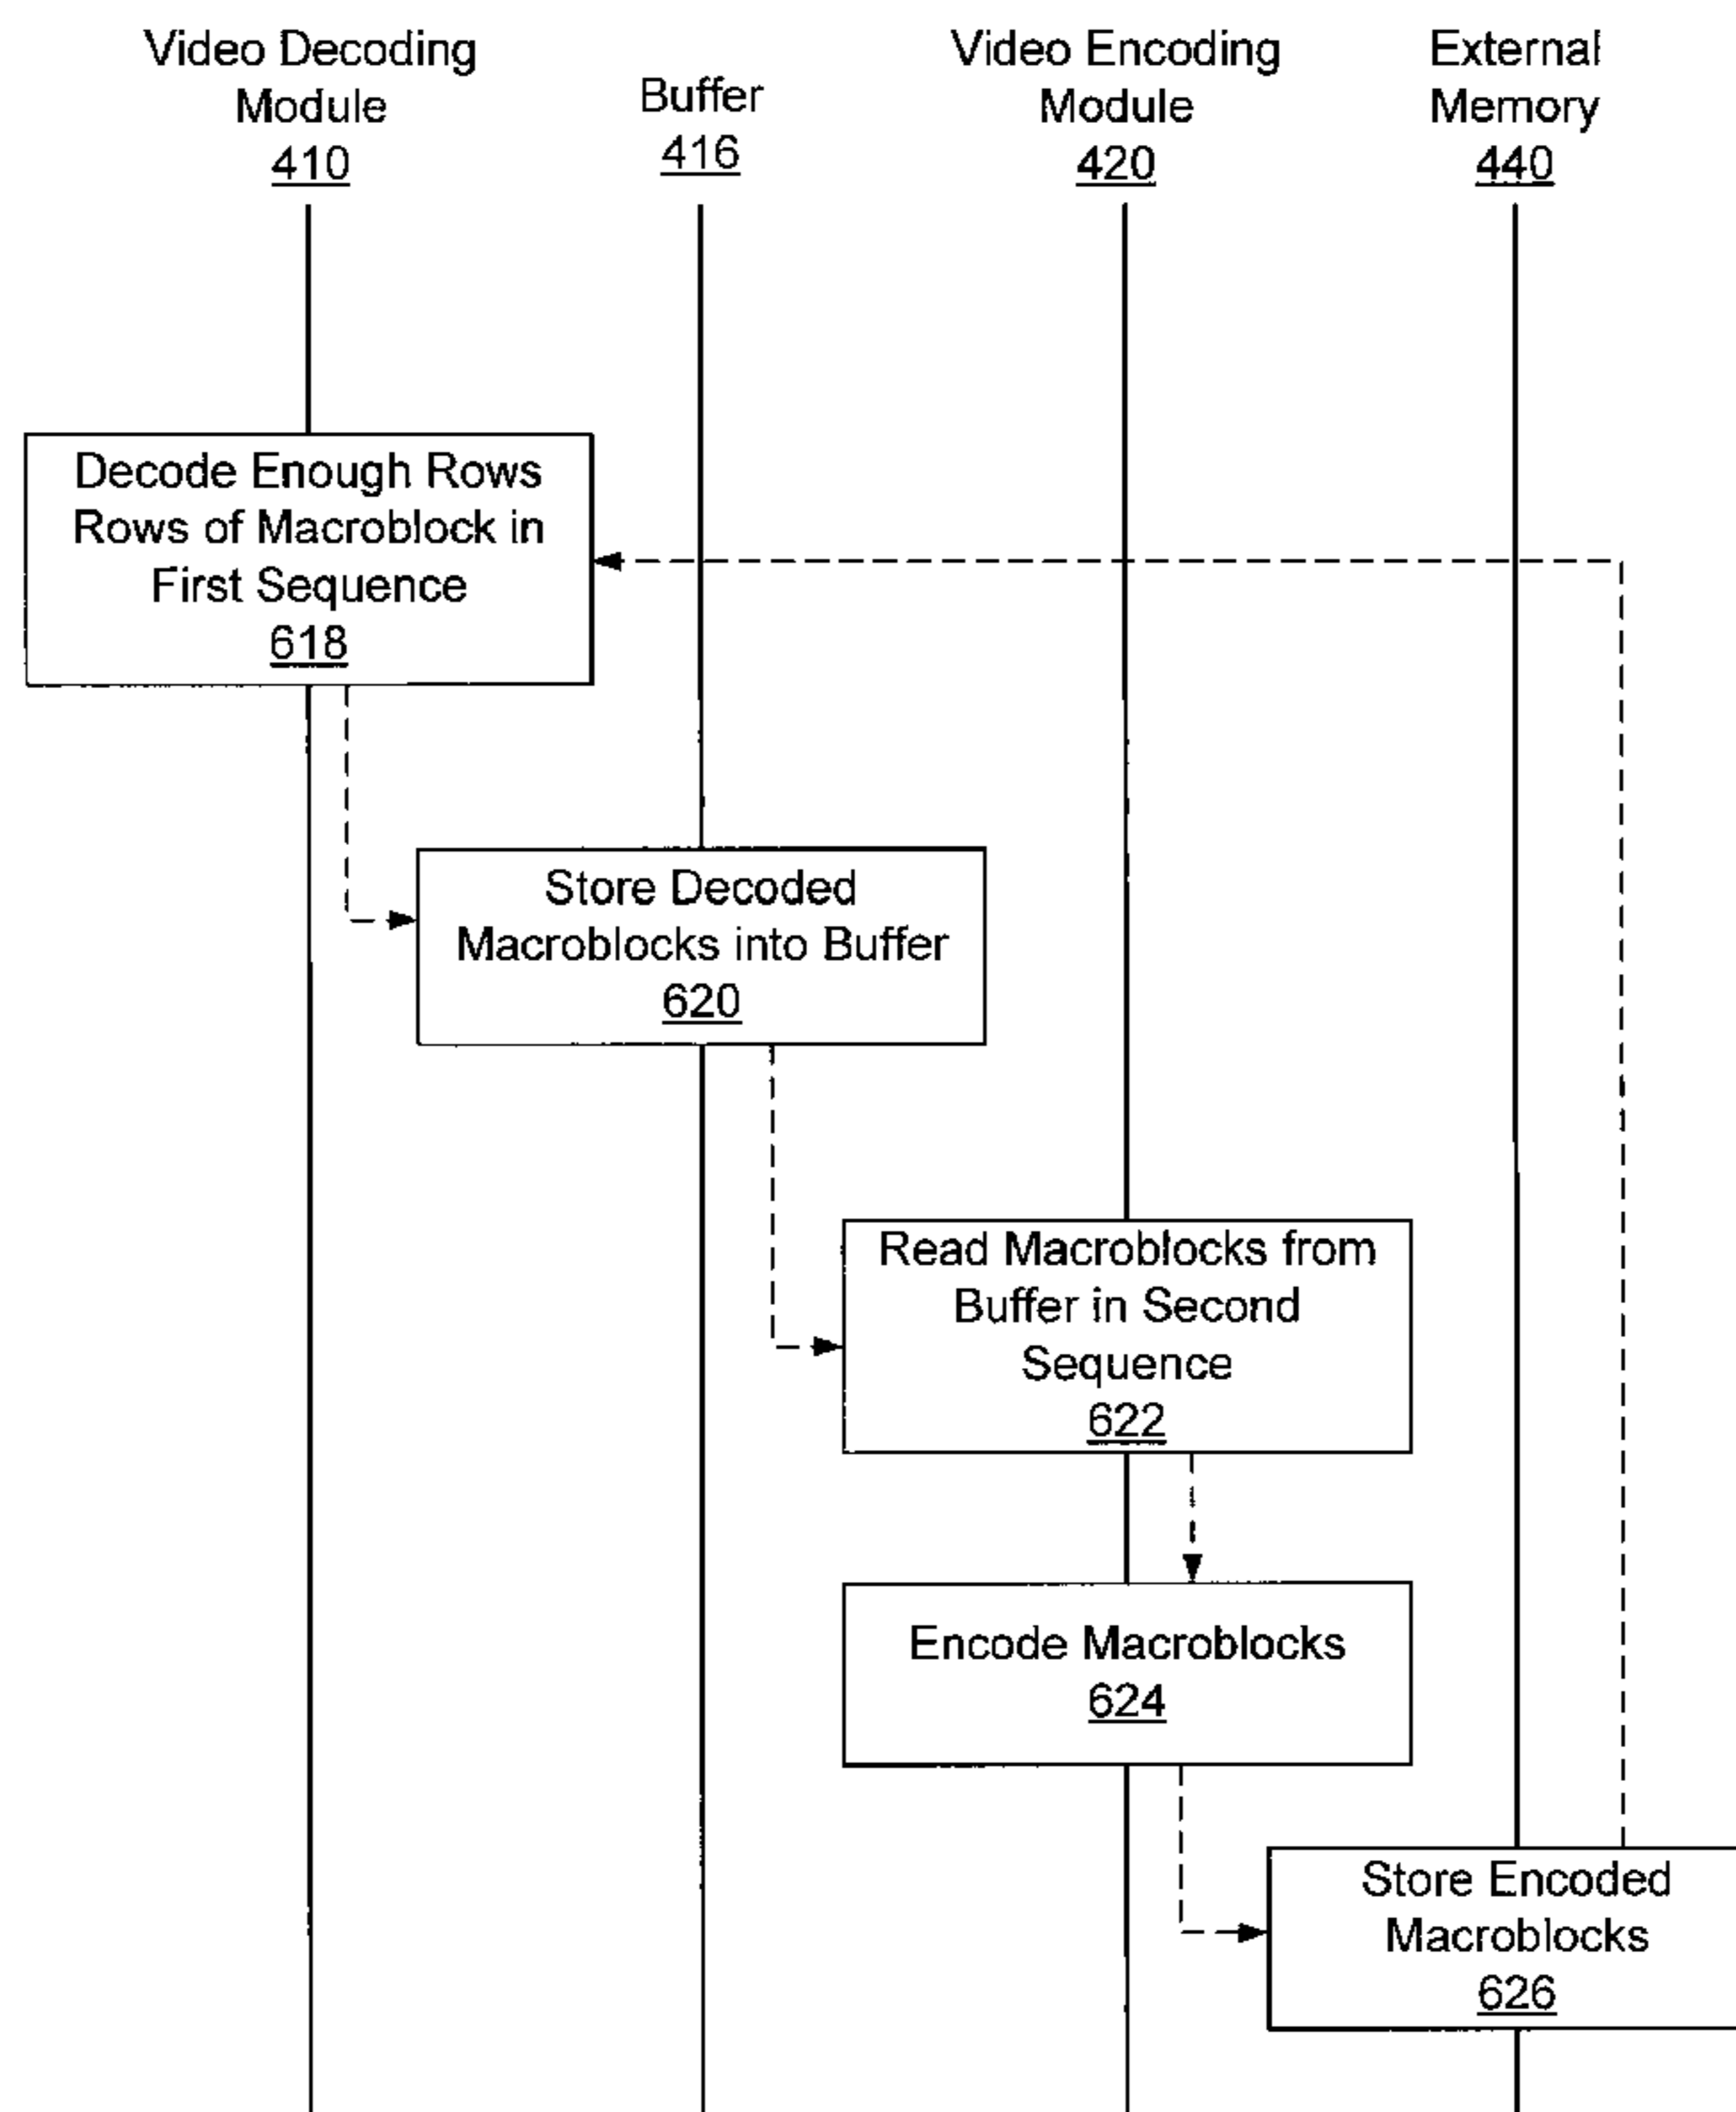 Video Decoding
Module
410
Buffer
416
Video Encoding
Module
420
External
Memory
440
Decode Enough Rows
Rows of Macroblock in
First Sequence
618
Store Decoded
Macroblocks into Buffer
620
Read Macroblocks from
Buffer in Second
Sequence
622
Encode Macroblocks
624
Store Encoded
Macroblocks
626